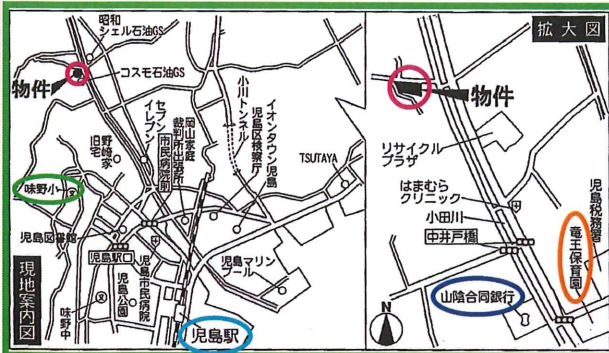 昭和
シェル石油GS
コスモ石油GS
物件
旧野﨑家
宅
セブン
イレブン
市民病院前
岡山家庭
裁判所出張所
小川トンネル
イオンタウン児島
児島区検察庁
TSUTAYA
味野小
児島図書館
児島駅口
児島市民病院
児島公園
味野中
児島マリン
プール
児島駅
現地案内図
拡大図
物件
リサイクル
プラザ
はまむら
クリニック
小田川
中井戸橋
児島税務署
竜王保育園
山陰合同銀行
N